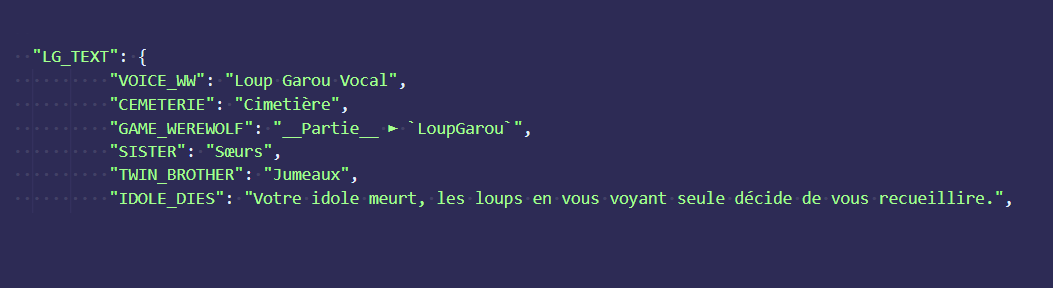 "LG_TEXT": {
"VOICE_WW": "Loup Garou Vocal",
"CEMETERIE": "Cimetière",
"GAME_WEREWOLF": "__Partie__ ► `LoupGarou`",
"SISTER": "Sœurs",
"TWIN_BROTHER": "Jumeaux",
"IDOLE_DIES": "Votre idole meurt, les loups en vous voyant seule décide de vous recueillire.",